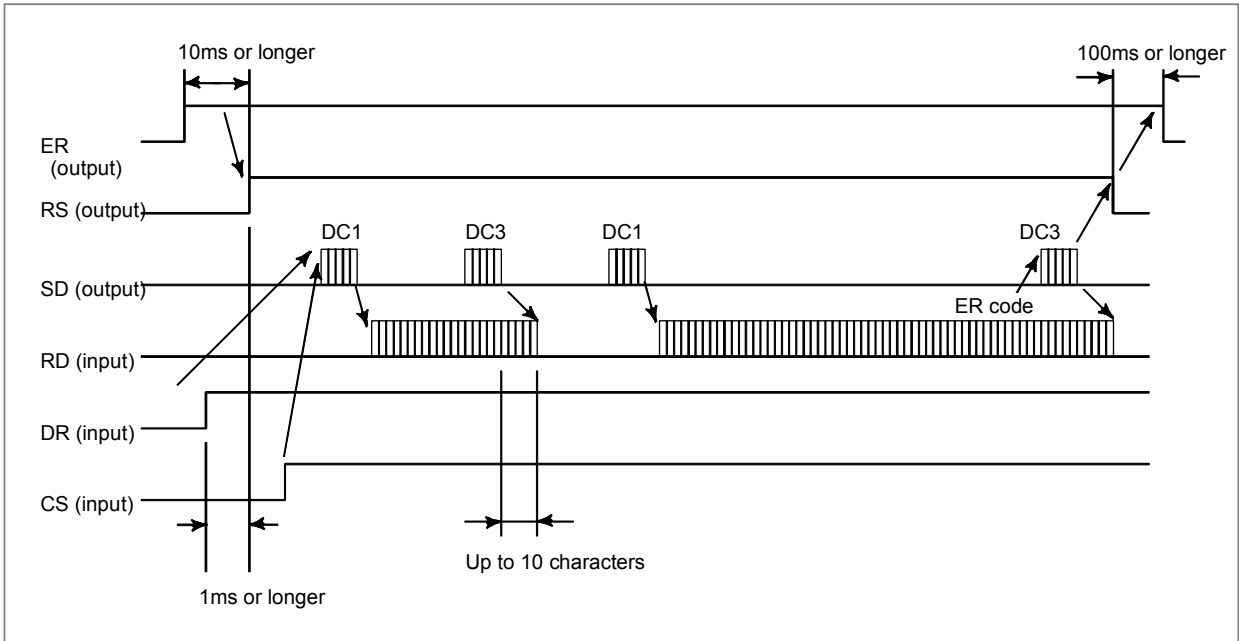 10ms or longer
100ms or longer
ER
(output)
RS (output)
DC1
DC3
DC1
DC3
SD (output)
ER code
RD (input)
DR (input)
CS (input)
Up to 10 characters
1ms or longer